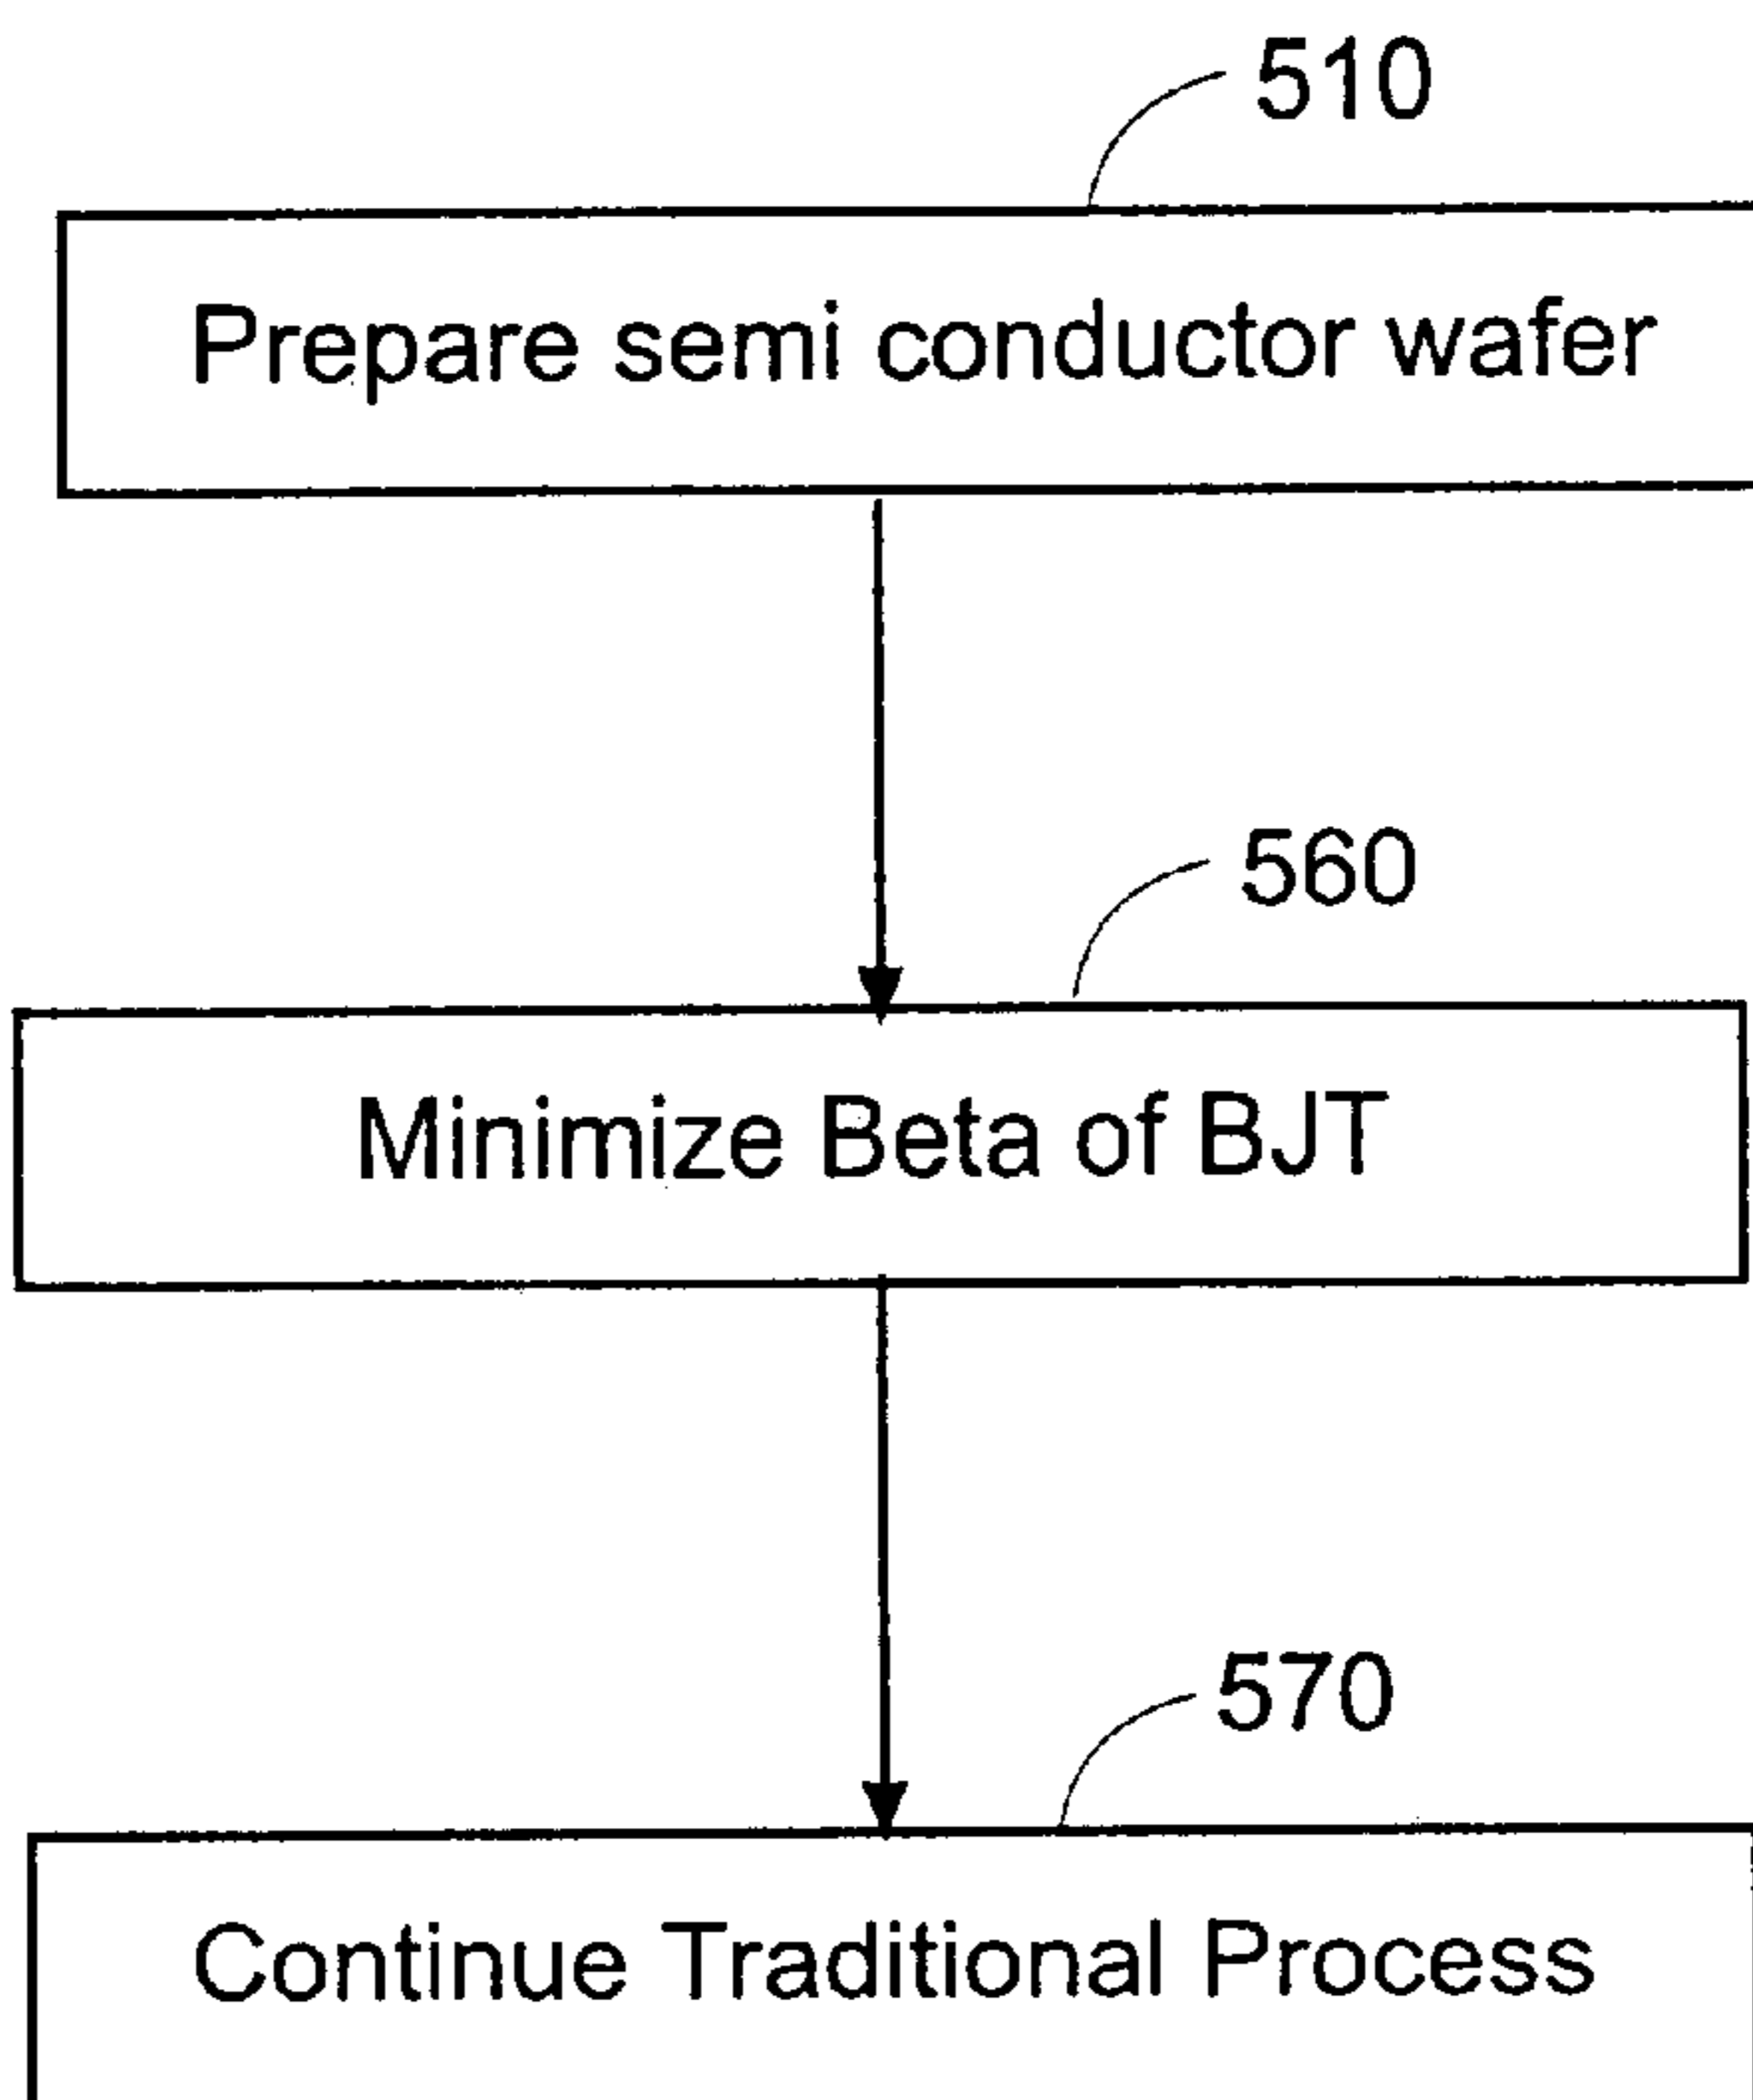 510
Prepare semi conductor wafer
560
Minimize Beta of BJT
570
Continue Traditional Process